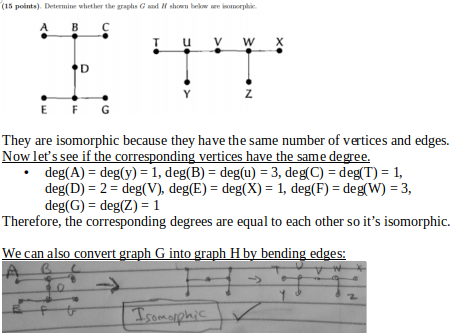 (15 points). Determine whether the graphs G and H shown below are isomorphic.
A B C
T u V W X
D
Y Z
E F G
They are isomorphic because they have the same number of vertices and edges.
Now let's see if the corresponding vertices have the same degree.
• deg(A) = deg(y) = 1, deg(B) = deg(u) = 3, deg(C) = deg(T) = 1,
deg(D) = 2 = deg(V), deg(E) = deg(X) = 1, deg(F) = deg(W) = 3,
deg(G) = deg(Z) = 1
Therefore, the corresponding degrees are equal to each other so it's isomorphic.
We can also convert graph G into graph H by bending edges:
A B C T U V W X
D
E F G Y Z
Isomorphic